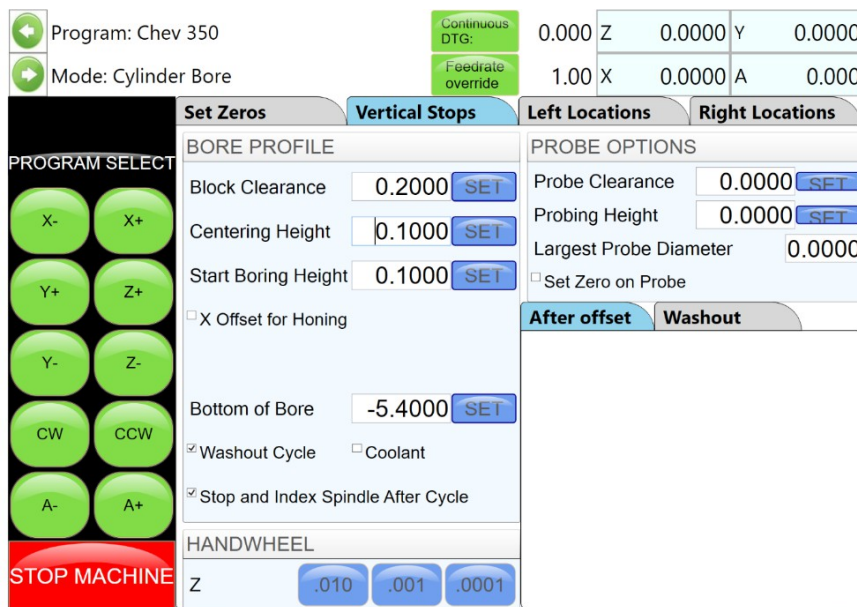 Program: Chev 350
Continuous DTG: 0.000 Z 0.0000 Y 0.0000
Mode: Cylinder Bore
Feedrate override 1.00 X 0.0000 A 0.000
Set Zeros Vertical Stops Left Locations Right Locations
PROGRAM SELECT
X- X+
Y+ Z+
Y- Z-
CW CCW
A- A+
STOP MACHINE
BORE PROFILE
Block Clearance 0.2000 SET
Centering Height 0.1000 SET
Start Boring Height 0.1000 SET
X Offset for Honing
Bottom of Bore -5.4000 SET
Washout Cycle Coolant
Stop and Index Spindle After Cycle
HANDWHEEL
Z .010 .001 .0001
PROBE OPTIONS
Probe Clearance 0.0000 SET
Probing Height 0.0000 SET
Largest Probe Diameter 0.0000
Set Zero on Probe
After offset Washout